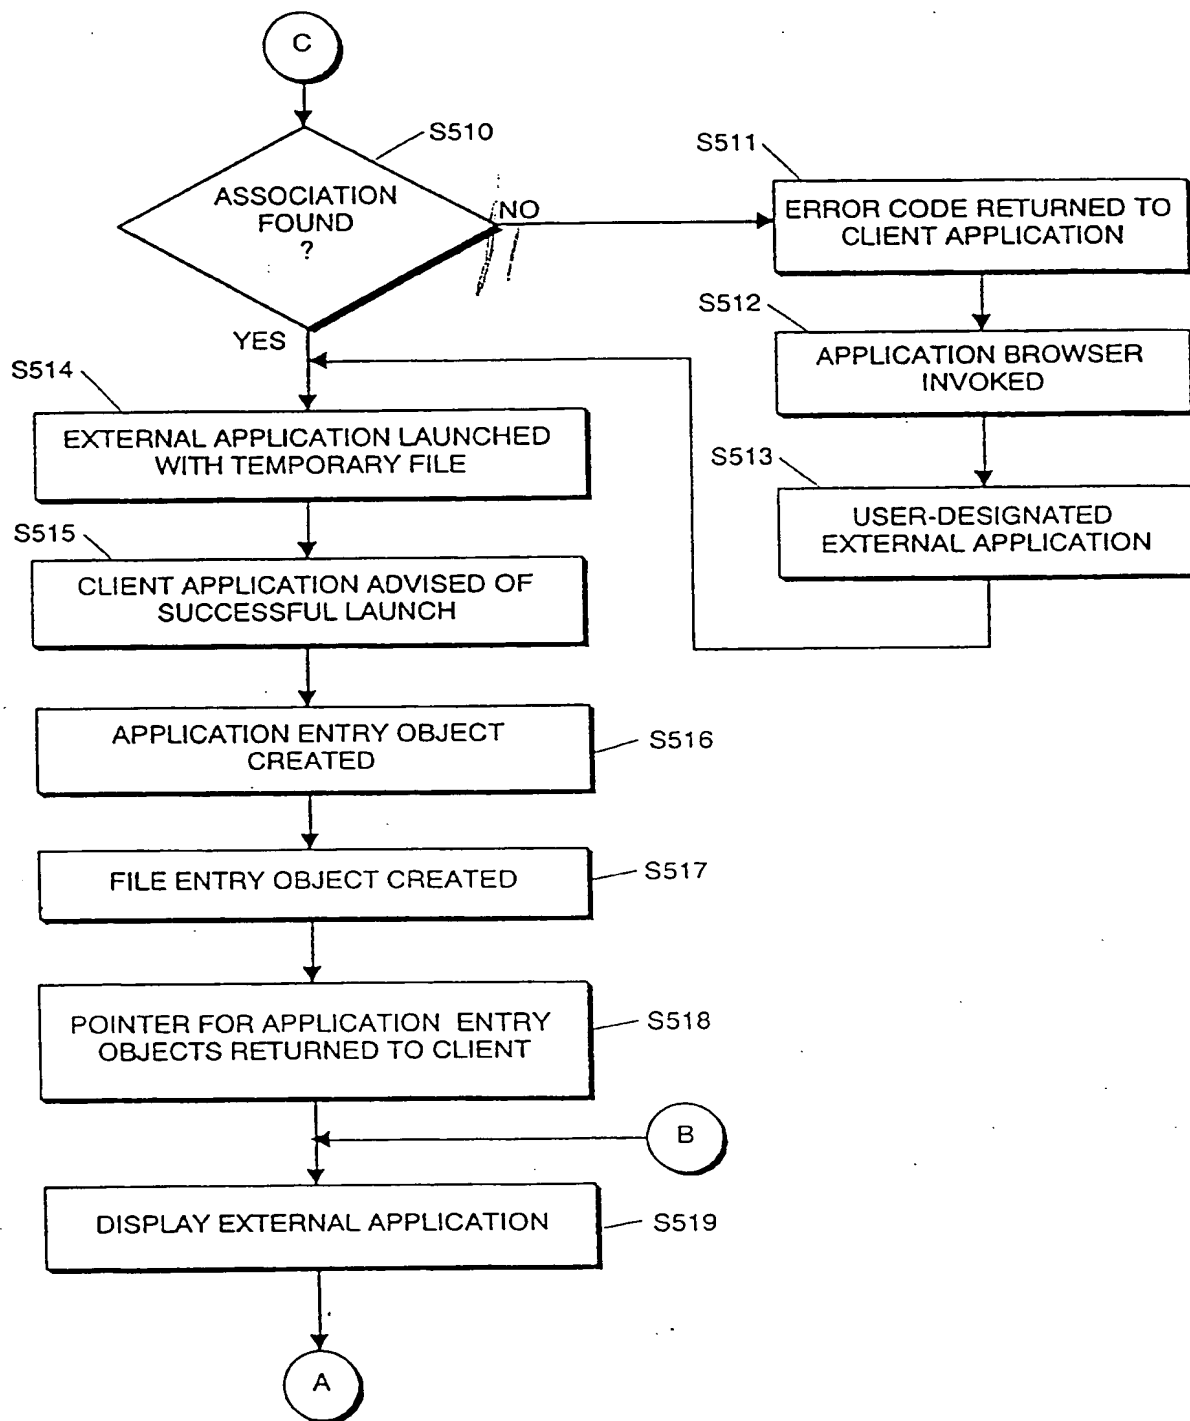 C
S510
ASSOCIATION
FOUND
?
NO
YES
S511
ERROR CODE RETURNED TO
CLIENT APPLICATION
S512
APPLICATION BROWSER
INVOKED
S513
USER-DESIGNATED
EXTERNAL APPLICATION
S514
EXTERNAL APPLICATION LAUNCHED
WITH TEMPORARY FILE
S515
CLIENT APPLICATION ADVISED OF
SUCCESSFUL LAUNCH
APPLICATION ENTRY OBJECT
CREATED
S516
FILE ENTRY OBJECT CREATED
S517
POINTER FOR APPLICATION ENTRY
OBJECTS RETURNED TO CLIENT
S518
B
DISPLAY EXTERNAL APPLICATION
S519
A